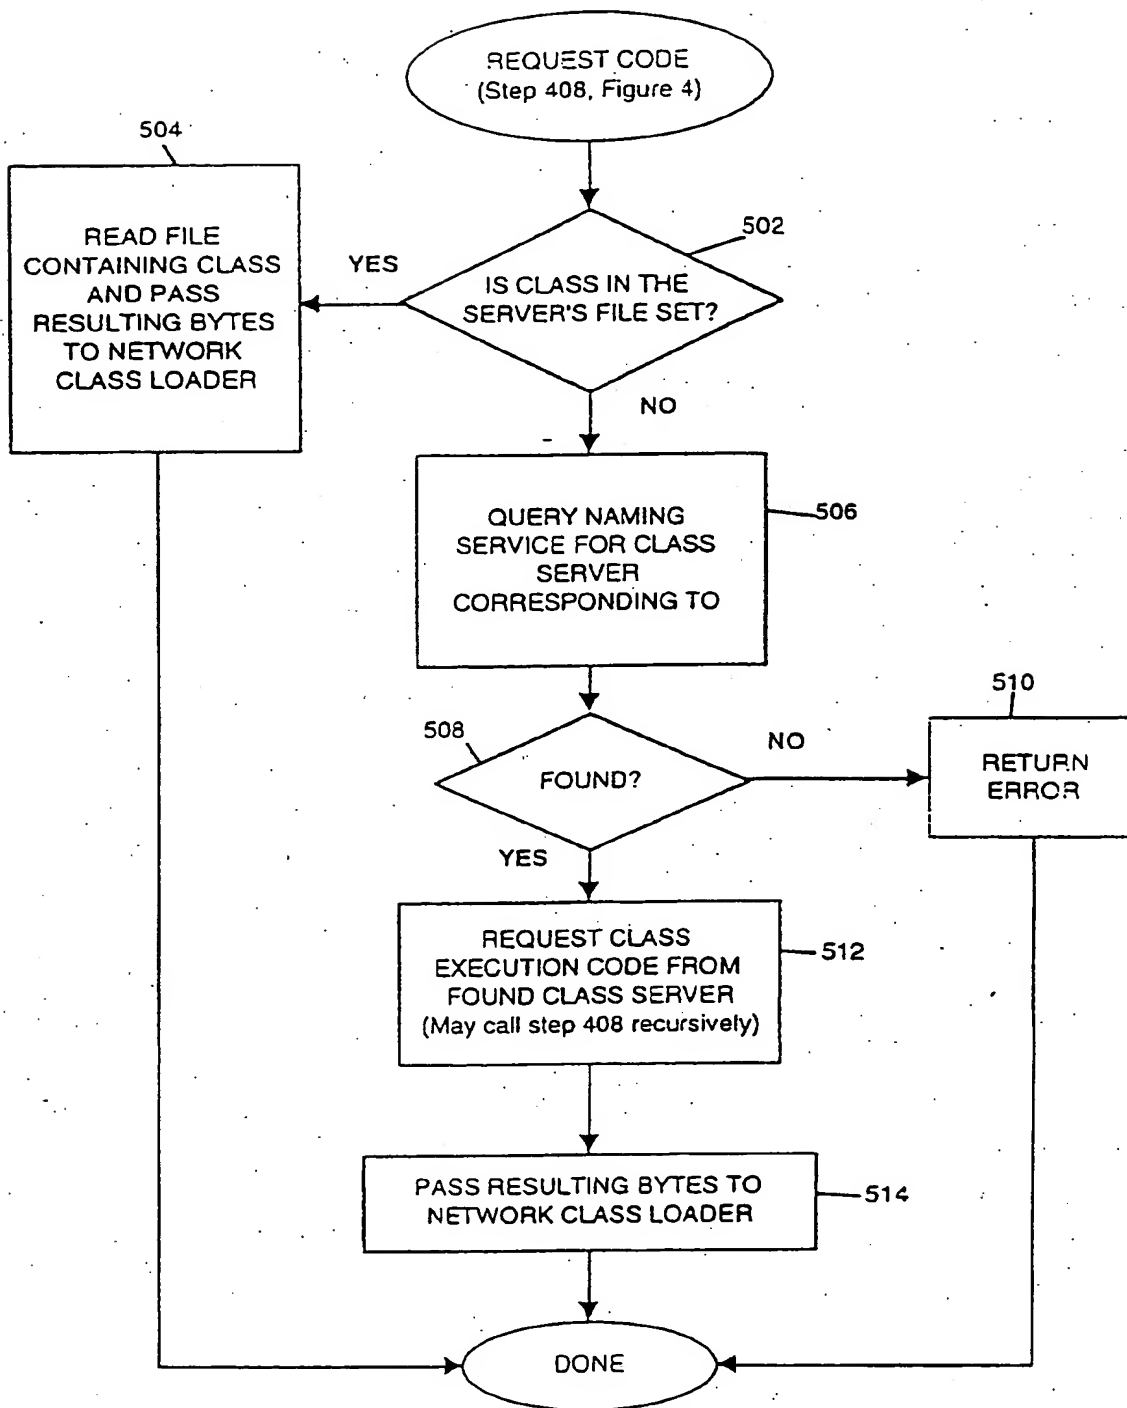 REQUEST CODE
(Step 408, Figure 4)
504
READ FILE
CONTAINING CLASS
AND PASS
RESULTING BYTES
TO NETWORK
CLASS LOADER
YES
502
IS CLASS IN THE
SERVER'S FILE SET?
NO
QUERY NAMING
SERVICE FOR CLASS
SERVER
CORRESPONDING TO
506
508
FOUND?
NO
510
RETURN
ERROR
YES
REQUEST CLASS
EXECUTION CODE FROM
FOUND CLASS SERVER
(May call step 408 recursively)
512
PASS RESULTING BYTES TO
NETWORK CLASS LOADER
514
DONE